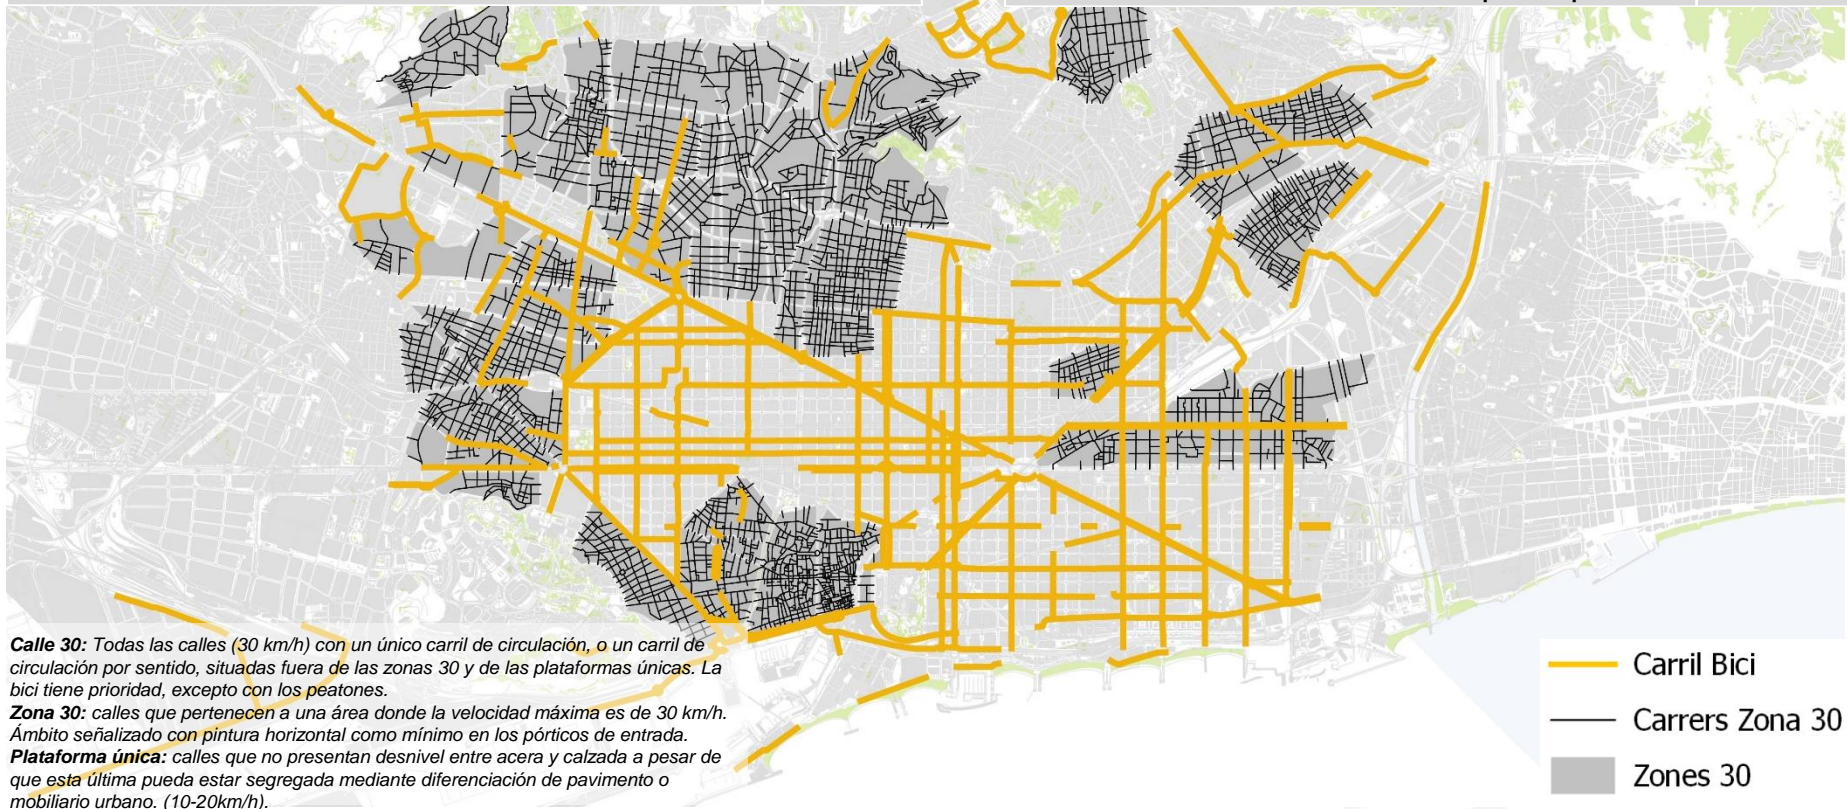 Calle 30: Todas las calles (30 km/h) con un único carril de circulación, o un carril de
circulación por sentido, situadas fuera de las zonas 30 y de las plataformas únicas. La
bici tiene prioridad, excepto con los peatones.
Zona 30: calles que pertenecen a una área donde la velocidad máxima es de 30 km/h.
Ámbito señalizado con pintura horizontal como mínimo en los pórticos de entrada.
Plataforma única: calles que no presentan desnivel entre acera y calzada a pesar de
que esta última pueda estar segregada mediante diferenciación de pavimento o
mobiliario urbano. (10-20km/h).
Carril Bici
Carrers Zona 30
Zones 30